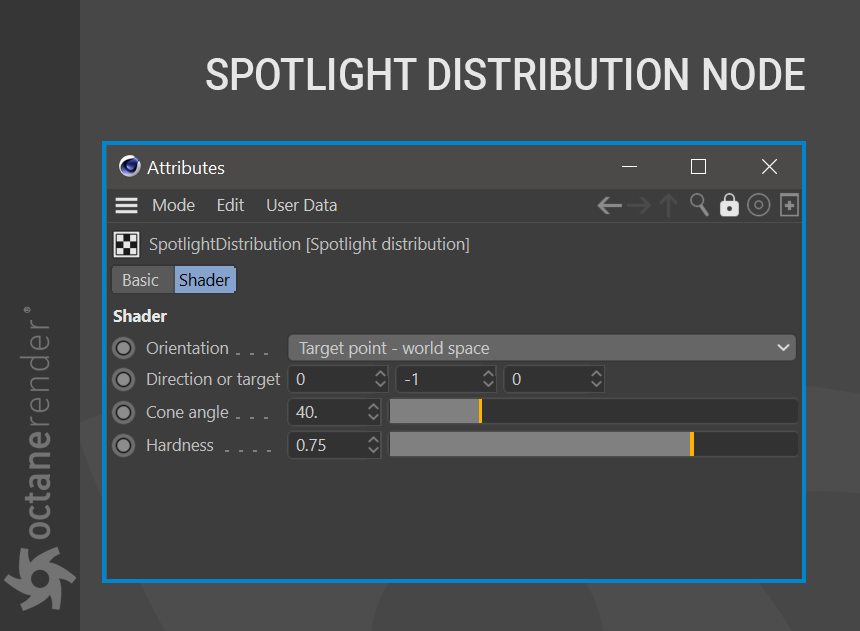 SPOTLIGHT DISTRIBUTION NODE
Attributes
Mode Edit User Data
SpotlightDistribution [Spotlight distribution]
Basic Shader
Shader
Orientation . . . Target point - world space
Direction or target 0 -1 0
Cone angle . . . 40.
Hardness . . . . 0.75
octanerender®